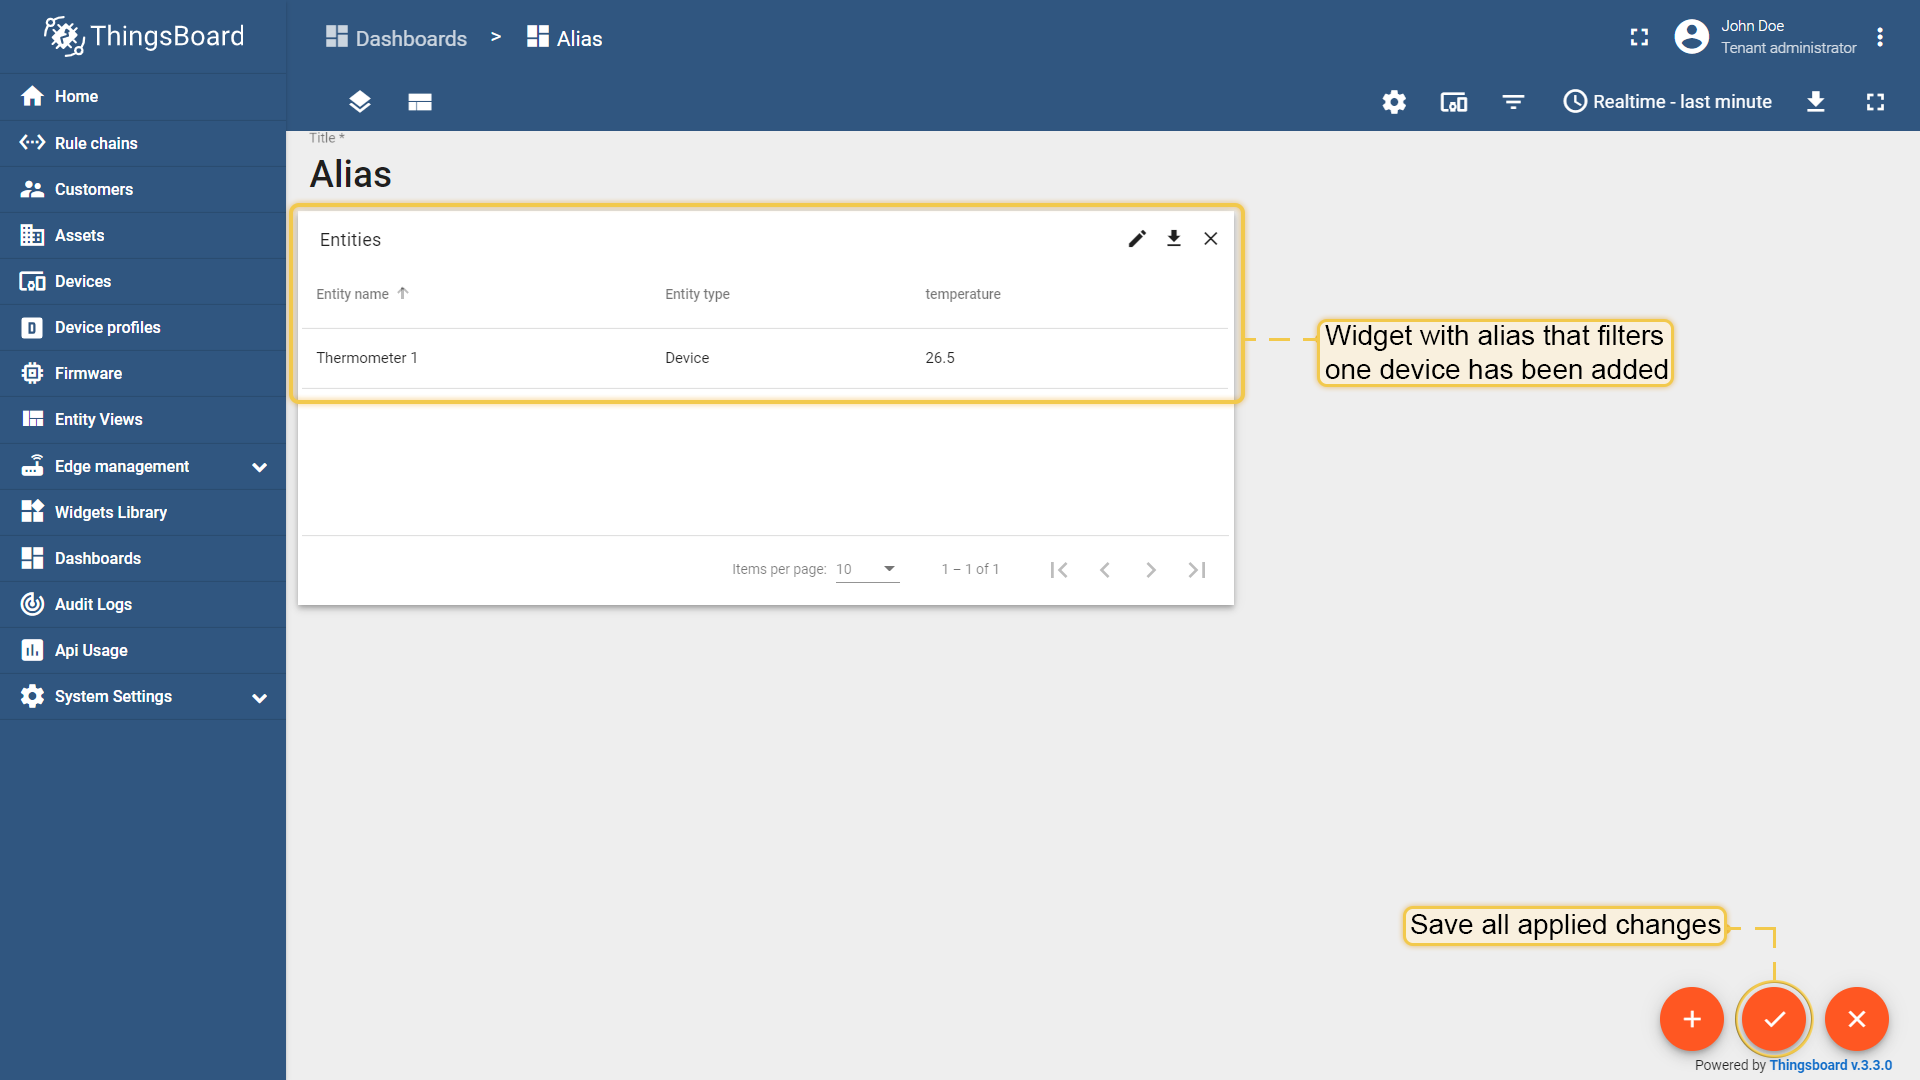 ThingsBoard
Dashboards > Alias
John Doe
Tenant administrator
Realtime - last minute
Home
Rule chains
Customers
Assets
Devices
Device profiles
Firmware
Entity Views
Edge management
Widgets Library
Dashboards
Audit Logs
Api Usage
System Settings
Title *
Alias
Entities
Entity name Entity type temperature
Thermometer 1 Device 26.5
Items per page: 10 1 – 1 of 1
Widget with alias that filters
one device has been added
Save all applied changes
Powered by Thingsboard v.3.3.0